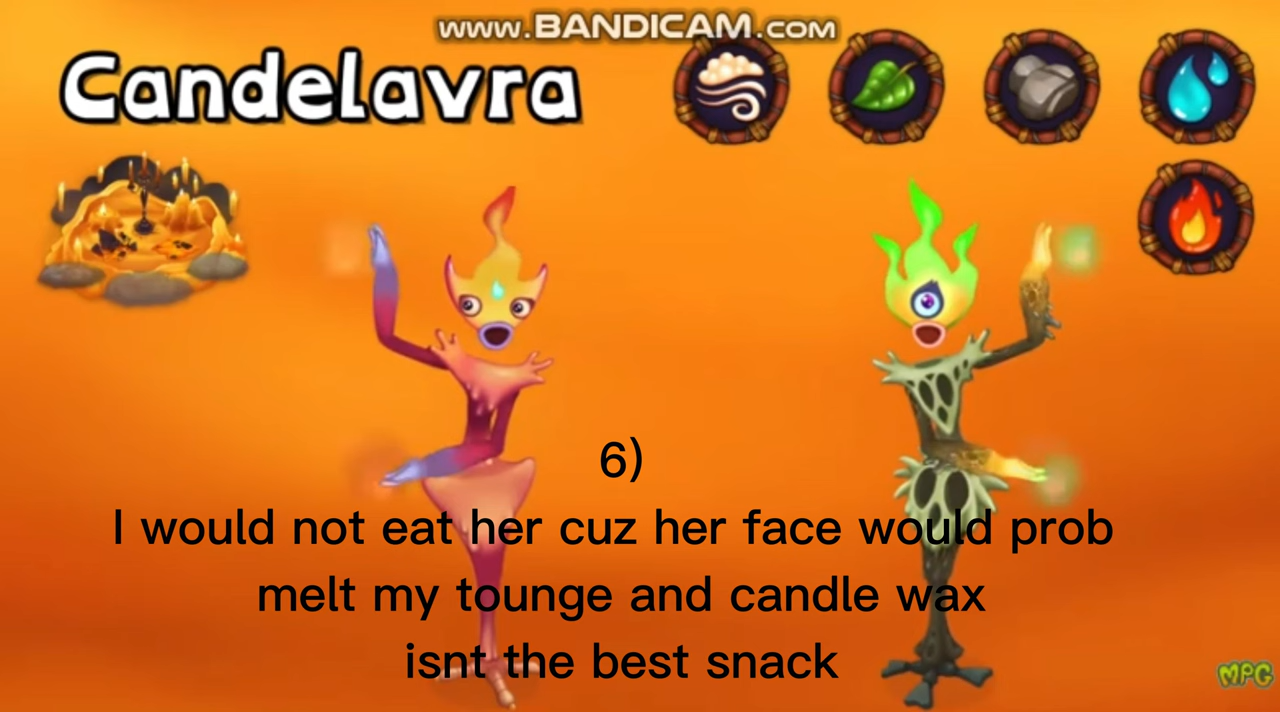 www.BANDICAM.com
Candelavra
6)
I would not eat her cuz her face would prob
melt my tounge and candle wax
isnt the best snack
MPG